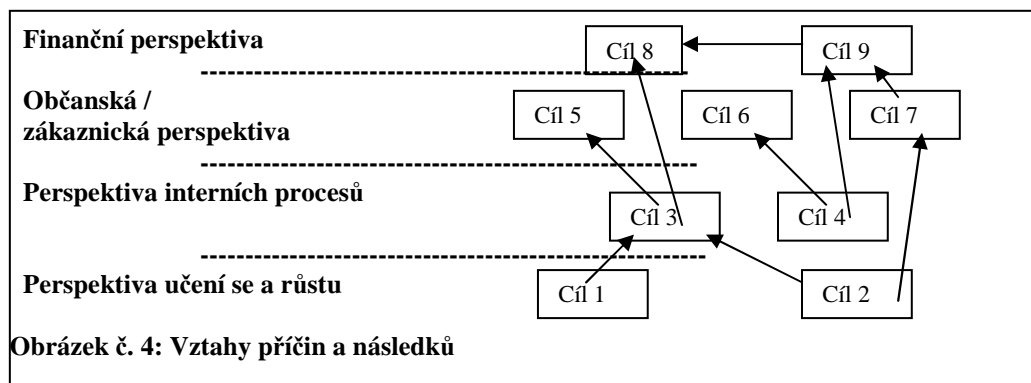 Finanční perspektiva
Cíl 8
Cíl 9
Občanská /
zákaznická perspektiva
Cíl 5
Cíl 6
Cíl 7
Perspektiva interních procesů
Cíl 3
Cíl 4
Perspektiva učení se a růstu
Cíl 1
Cíl 2
Obrázek č. 4: Vztahy příčin a následků